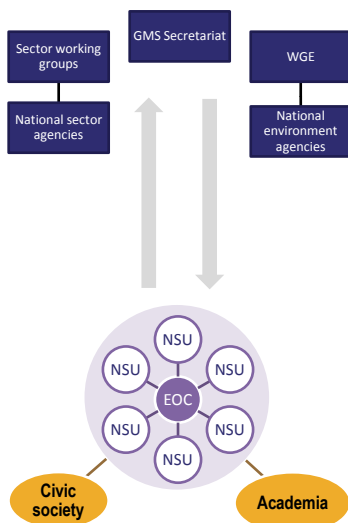 GMS Secretariat
Sector working
groups
WGE
National sector
agencies
National
environment
agencies
NSU
NSU
NSU
EOC
NSU
NSU
NSU
Civic
society
Academia